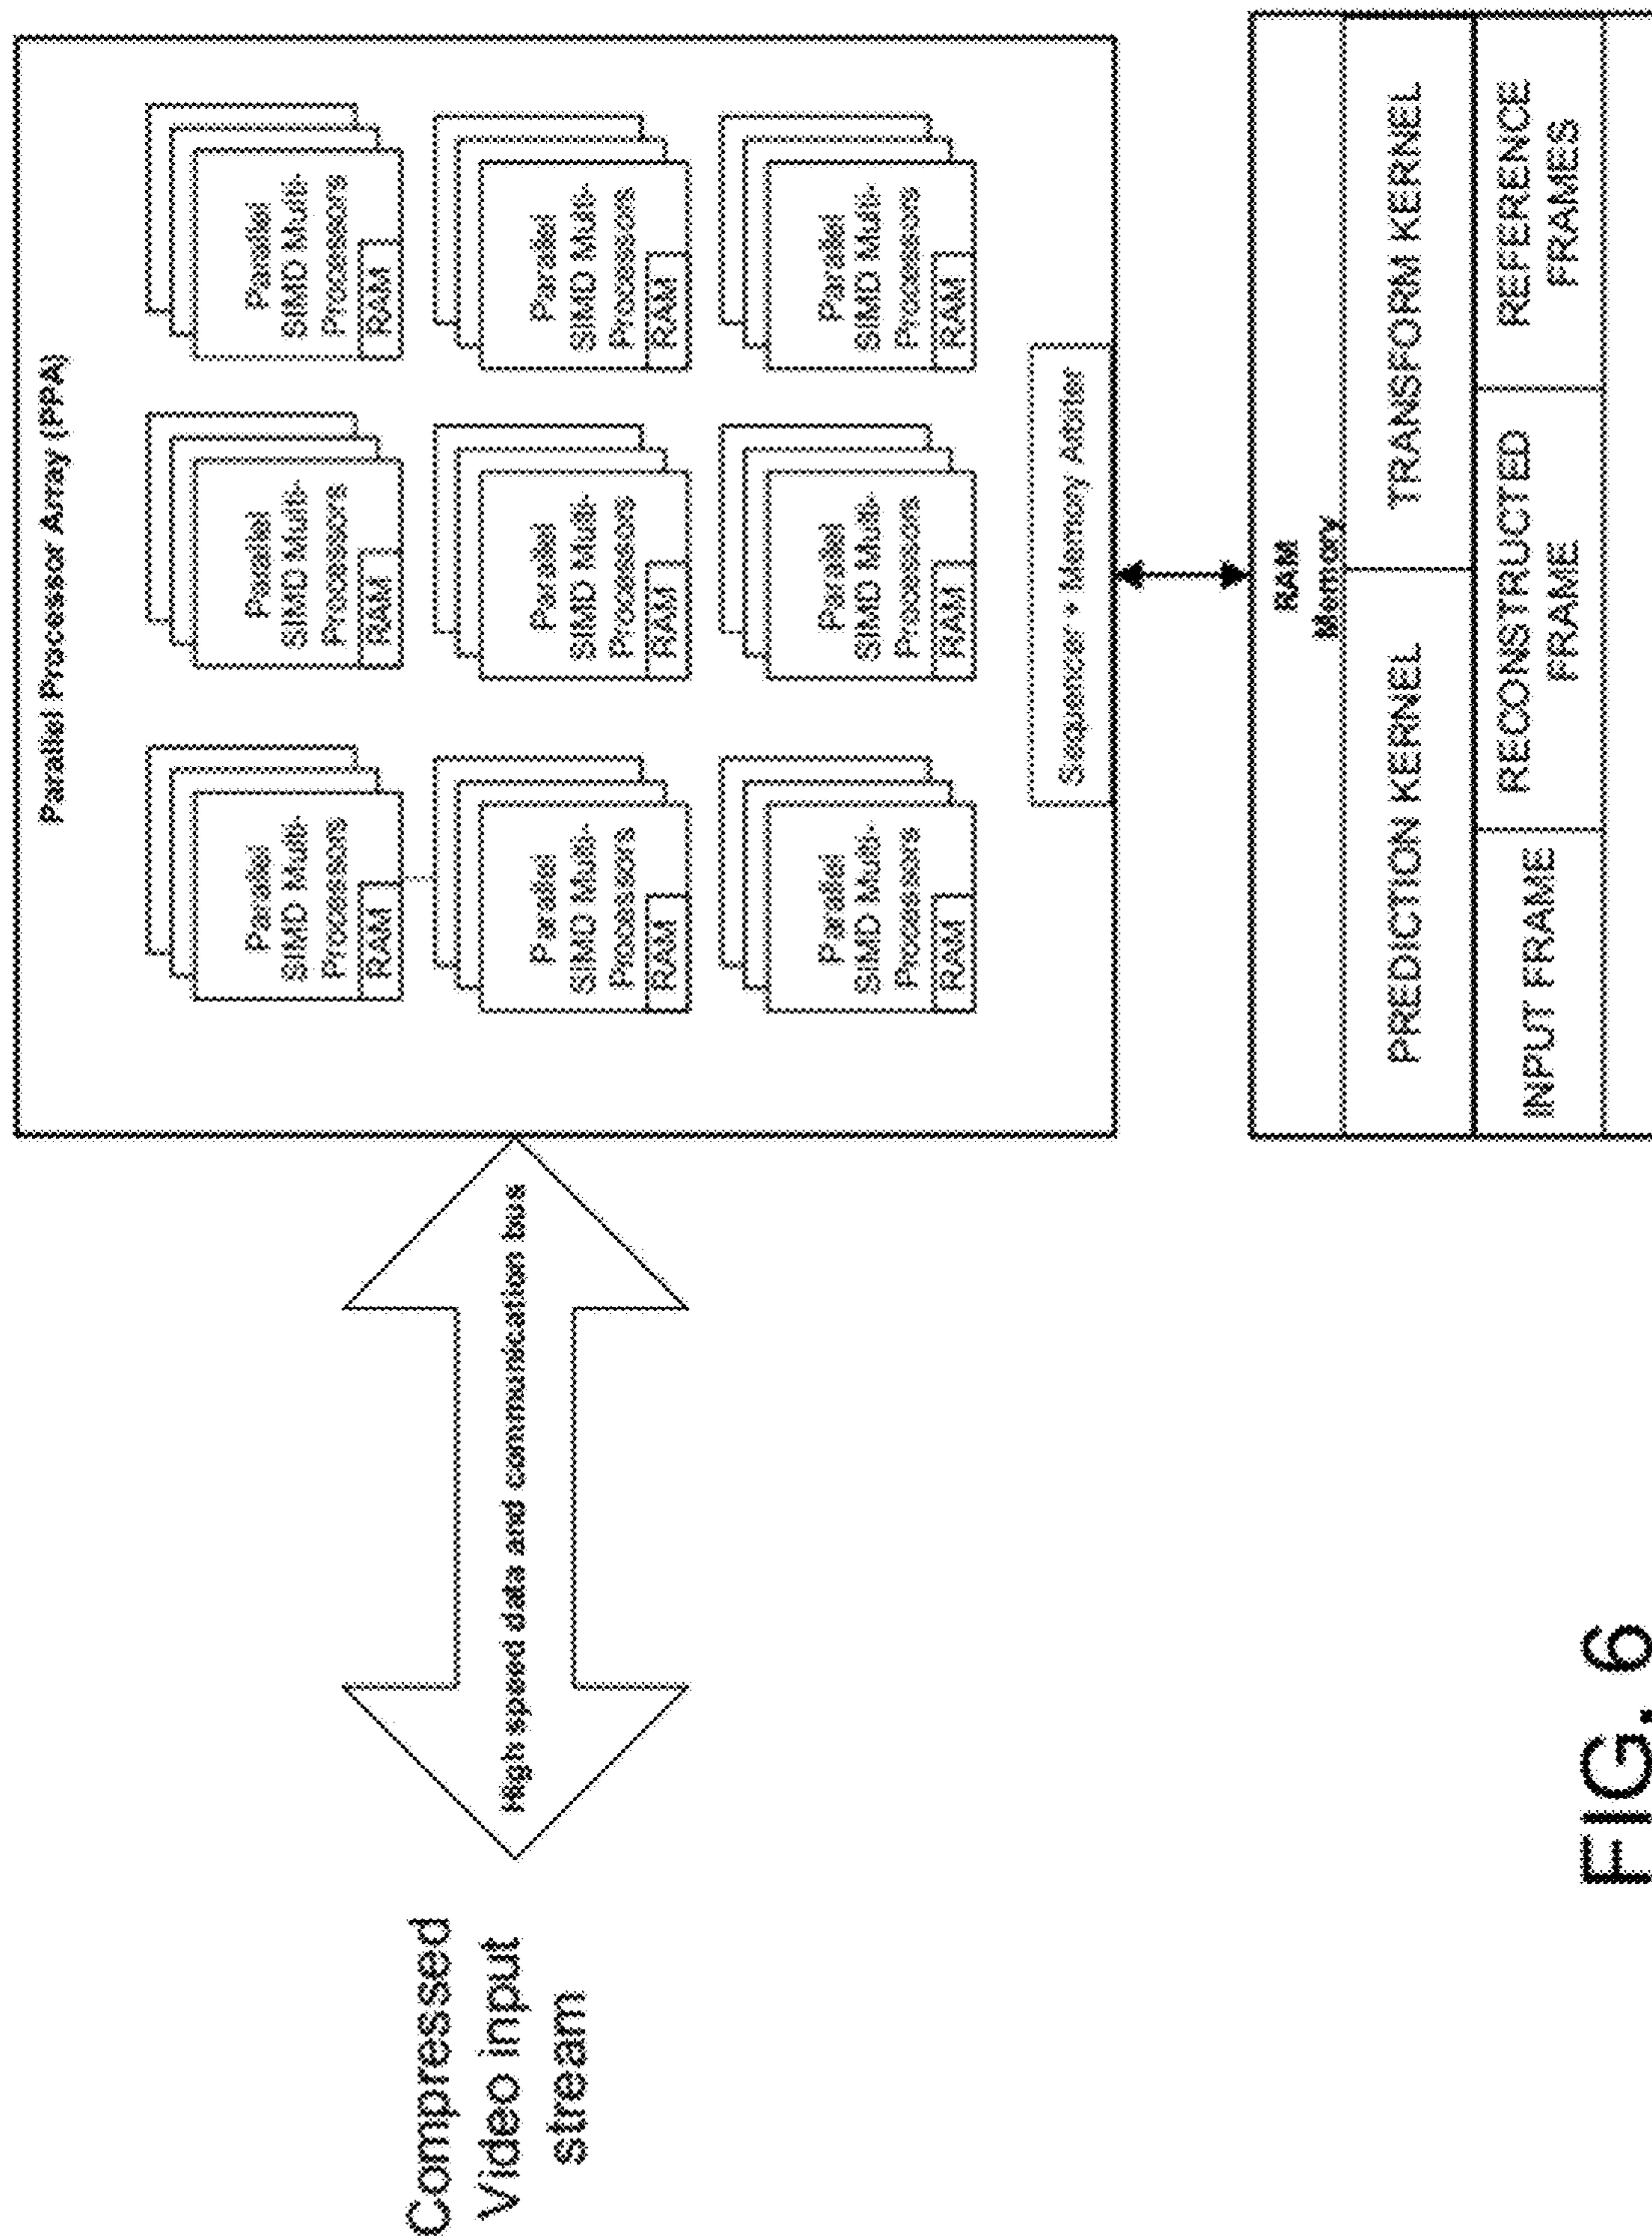 Parallel Processor Array (PPA)
Parallel
SIMD Multi-
Processors
RAM
Parallel
SIMD Multi-
Processors
RAM
Parallel
SIMD Multi-
Processors
RAM
Parallel
SIMD Multi-
Processors
RAM
Parallel
SIMD Multi-
Processors
RAM
Parallel
SIMD Multi-
Processors
RAM
Parallel
SIMD Multi-
Processors
RAM
Parallel
SIMD Multi-
Processors
RAM
Parallel
SIMD Multi-
Processors
RAM
Sequencer + Memory Arbiter
Compressed
Video input
stream
High speed data and communication bus
RAM
Memory
PREDICTION KERNEL
TRANSFORM KERNEL
INPUT FRAME
RECONSTRUCTED
FRAME
REFERENCE
FRAMES
FIG. 6